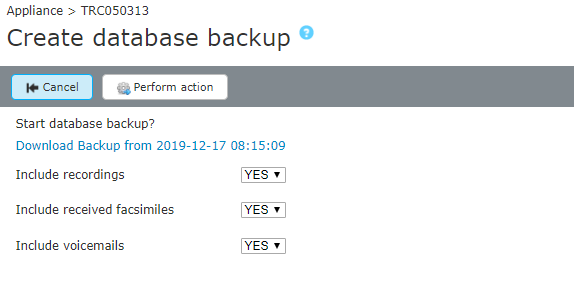 Appliance > TRC050313
Create database backup ?
Cancel Perform action
Start database backup?
Download Backup from 2019-12-17 08:15:09
Include recordings YES
Include received facsimiles YES
Include voicemails YES